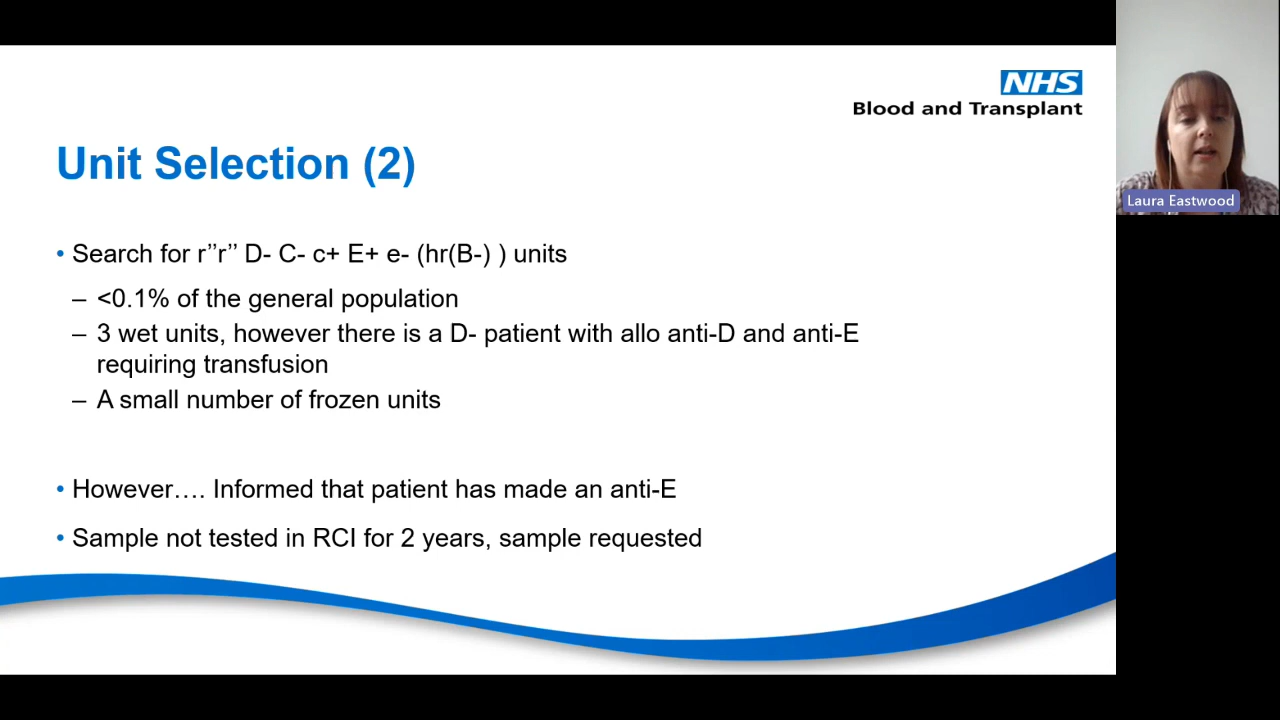 NHS
Blood and Transplant
Unit Selection (2)
• Search for r’’r’’ D- C- c+ E+ e- (hr(B-) ) units
– <0.1% of the general population
– 3 wet units, however there is a D- patient with allo anti-D and anti-E
requiring transfusion
– A small number of frozen units
• However…. Informed that patient has made an anti-E
• Sample not tested in RCI for 2 years, sample requested
Laura Eastwood